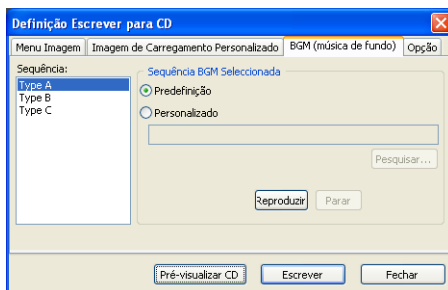 Definição Escrever para CD
Menu Imagem Imagem de Carregamento Personalizado BGM (música de fundo) Opção
Sequência:
Type A
Type B
Type C
Sequência BGM Seleccionada
Predefinição
Personalizado
Pesquisar...
Reproduzir Parar
Pré-visualizar CD Escrever Fechar